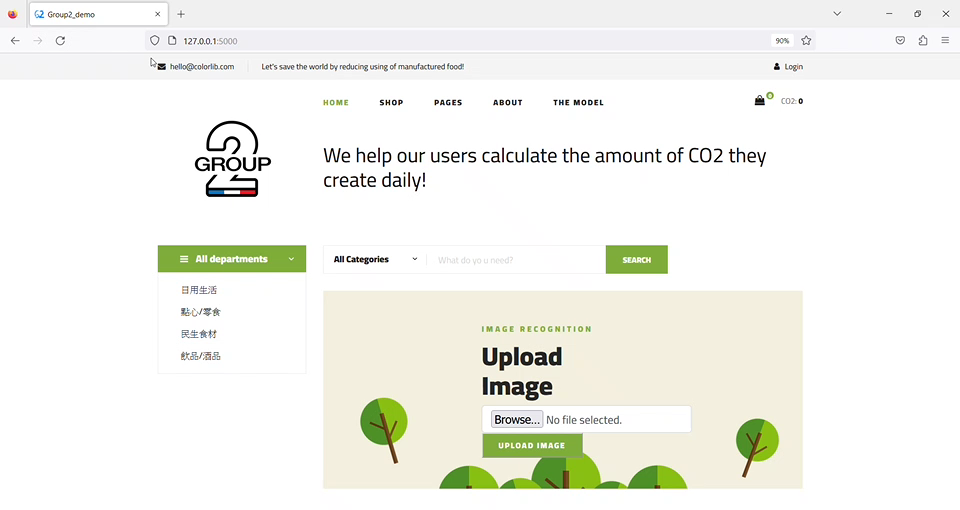 Group2_demo
127.0.0.1:5000
90%
hello@colorlib.com
Let's save the world by reducing using of manufactured food!
Login
HOME SHOP PAGES ABOUT THE MODEL
0
CO2: 0
GROUP
2
We help our users calculate the amount of CO2 they
create daily!
All departments
All Categories
What do yo u need?
SEARCH
日用生活
點心/零食
民生食材
飲品/酒品
IMAGE RECOGNITION
Upload
Image
Browse... No file selected.
UPLOAD IMAGE